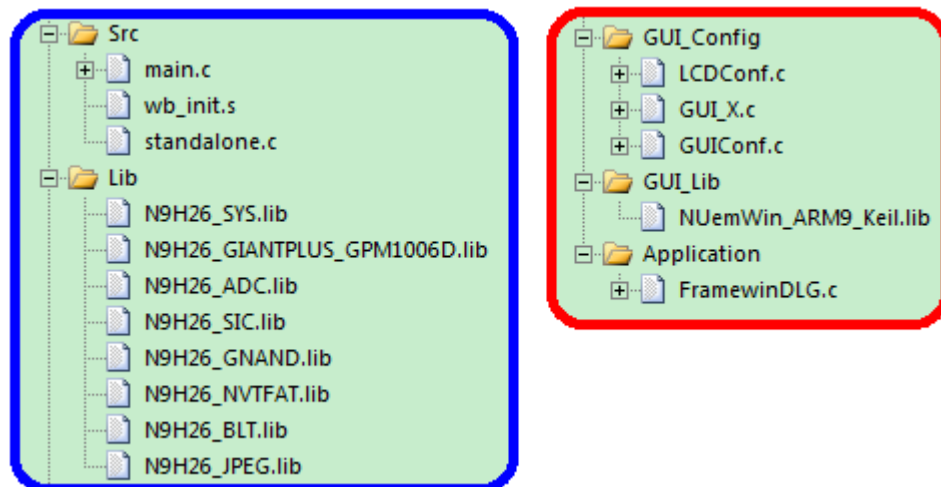 Src
main.c
wb_init.s
standalone.c
Lib
N9H26_SYS.lib
N9H26_GIANTPLUS_GPM1006D.lib
N9H26_ADC.lib
N9H26_SIC.lib
N9H26_GNAND.lib
N9H26_NVTFAT.lib
N9H26_BLT.lib
N9H26_JPEG.lib
GUI_Config
LCDConf.c
GUI_X.c
GUIConf.c
GUI_Lib
NUemWin_ARM9_Keil.lib
Application
FramewinDLG.c